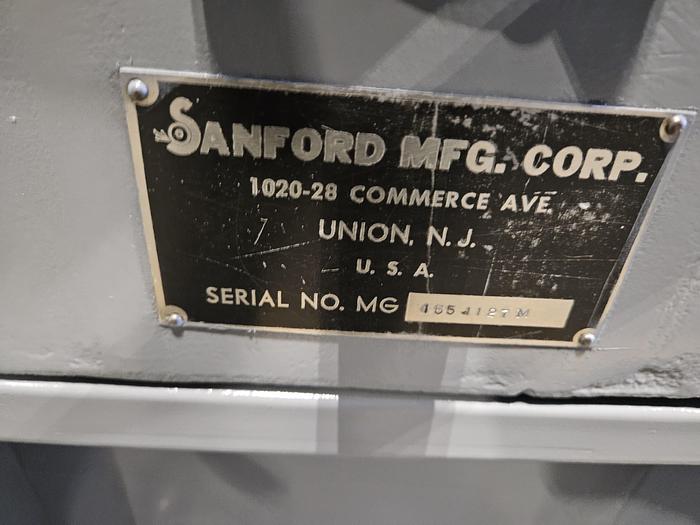 SANFORD MFG. CORP.
1020-28 COMMERCE AVE.
UNION, N. J.
U. S. A.
SERIAL NO. MG